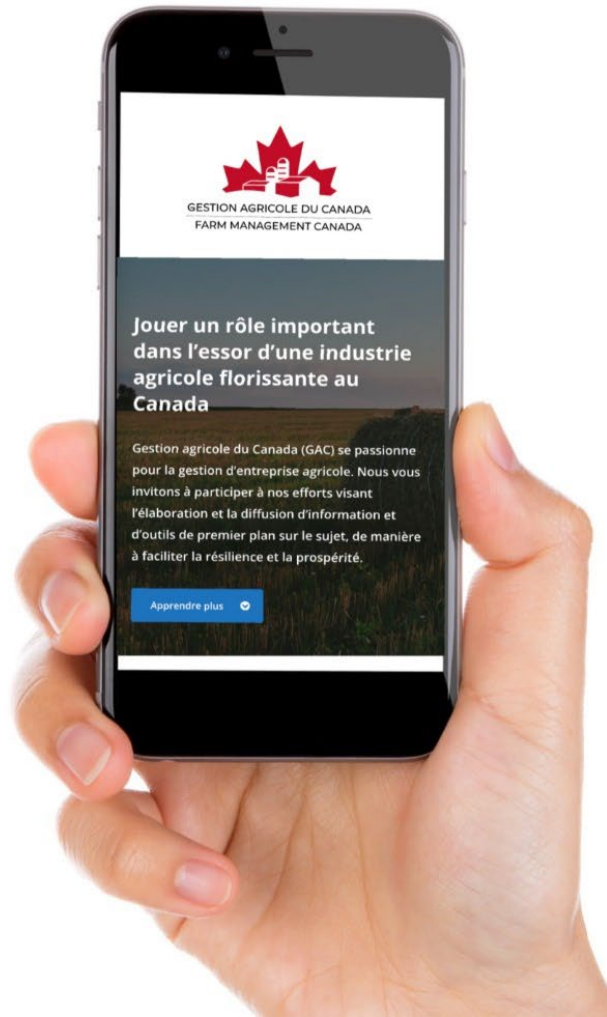 GESTION AGRICOLE DU CANADA
FARM MANAGEMENT CANADA
Jouer un rôle important
dans l’essor d’une industrie
agricole florissante au
Canada
Gestion agricole du Canada (GAC) se passionne
pour la gestion d’entreprise agricole. Nous vous
invitons à participer à nos efforts visant
l’élaboration et la diffusion d’information et
d’outils de premier plan sur le sujet, de manière
à faciliter la résilience et la prospérité.
Apprendre plus